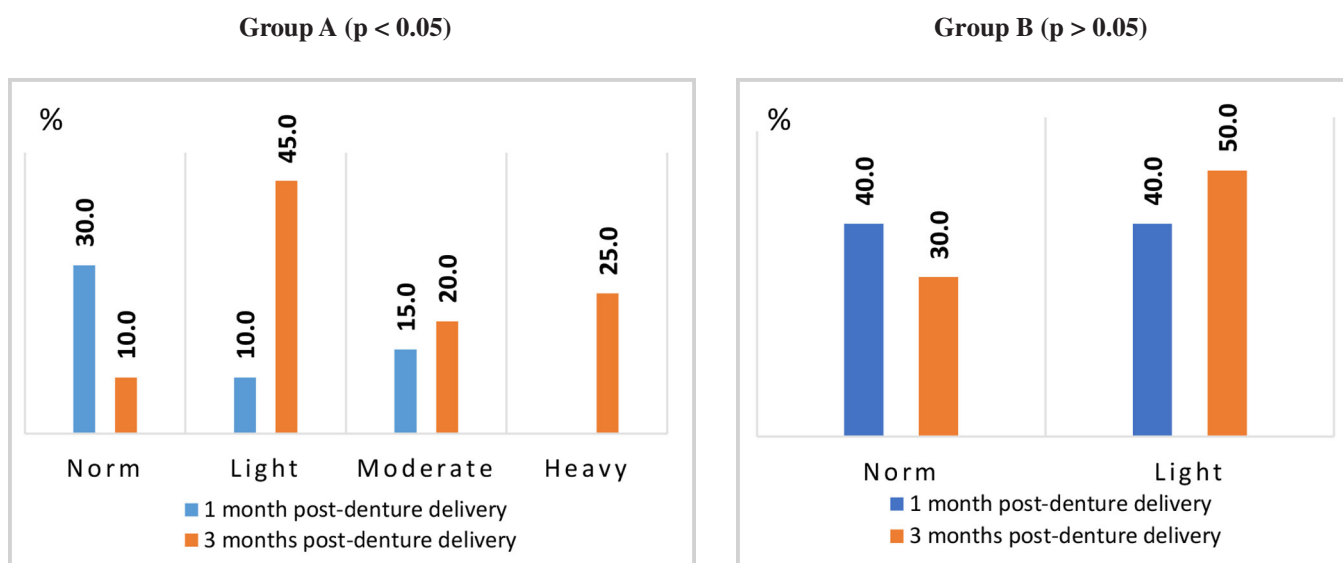 Group A (p < 0.05)
%
30.0
10.0
10.0
45.0
15.0
20.0
25.0
Norm Light Moderate Heavy
1 month post-denture delivery
3 months post-denture delivery
Group B (p > 0.05)
%
40.0
30.0
40.0
50.0
Norm Light
1 month post-denture delivery
3 months post-denture delivery